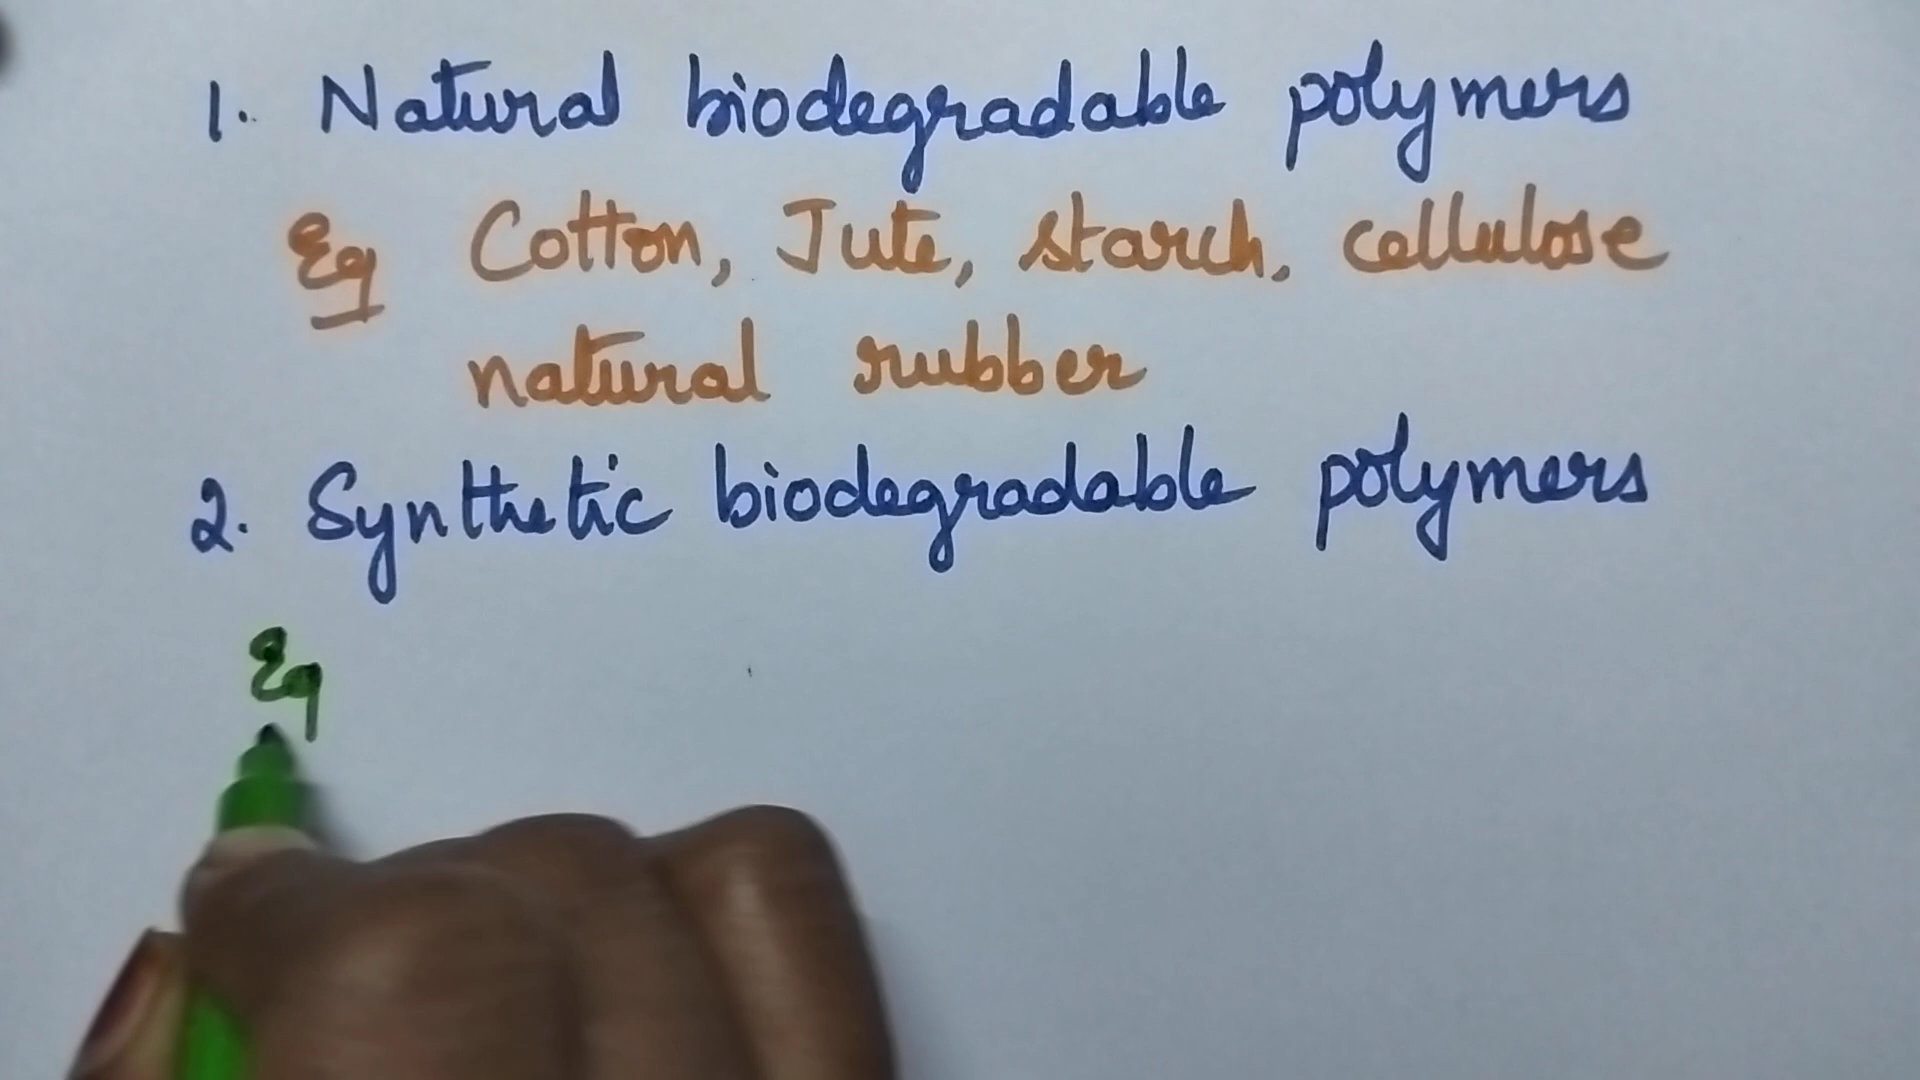 1. Natural biodegradable polymers
Eg Cotton, Jute, starch, cellulose
natural rubber
2. Synthetic biodegradable polymers
Eg